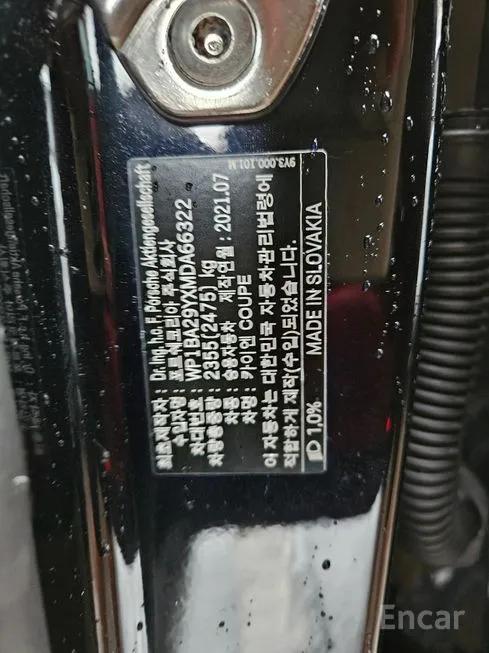 9Y3.000.101.M
최초제작자 : Dr. Ing. h.c. F. Porsche Aktiengesellschaft
수입자명 : 포르쉐코리아 주식회사
차대번호 : WP1BA29YXMDA66322
차량총중량 : 2355(2475) kg
차종 : 승용자동차 제작연월 : 2021.07
차명 : 카이엔 COUPE
이 자동차는 대한민국 자동차관리법령에
적합하게 제작(수입)되었습니다.
1.0% MADE IN SLOVAKIA
Encar